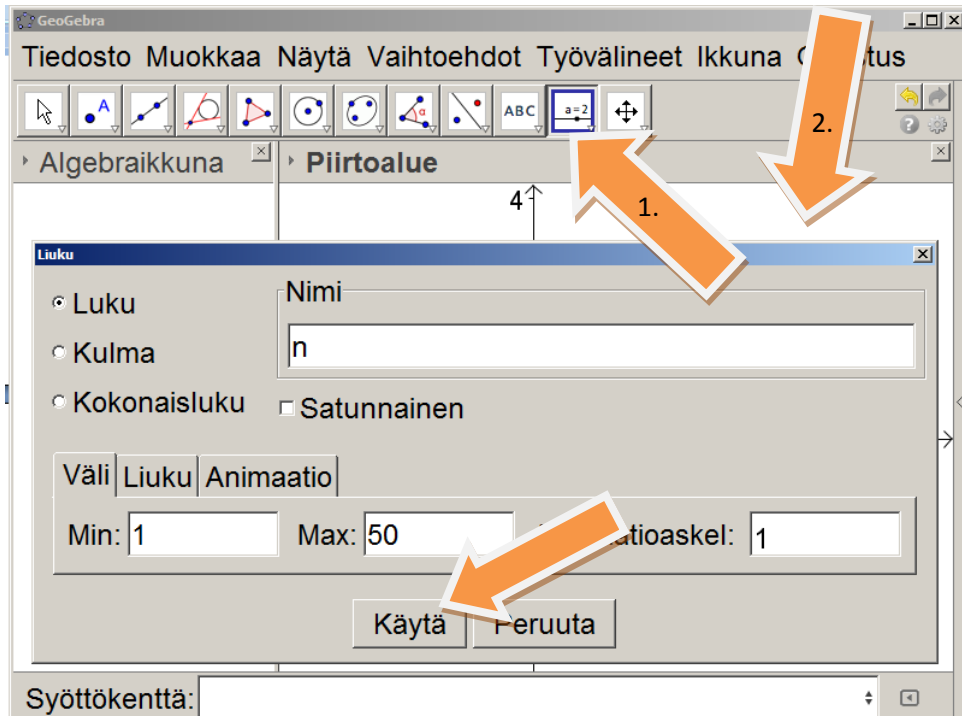 GeoGebra
Tiedosto Muokkaa Näytä Vaihtoehdot Työvälineet Ikkuna
A
α
ABC
a=2
1.
2.
Algebraikkuna
Piirtoalue
4
Liuku
Luku
Kulma
Kokonaisluku
Nimi
n
Satunnainen
Väli Liuku Animaatio
Min: 1 Max: 50 1
Käytä Peruuta
Syöttökenttä: